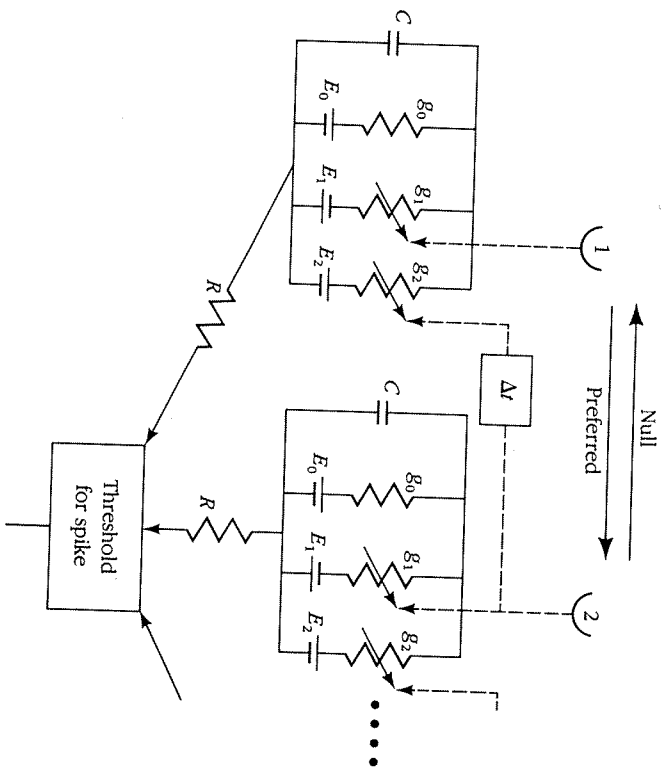 Null
Preferred
1
2
Δt
C
g₀
E₀
g₁
E₁
g₂
E₂
C
g₀
E₀
g₁
E₁
g₂
E₂
R
R
Threshold
for spike